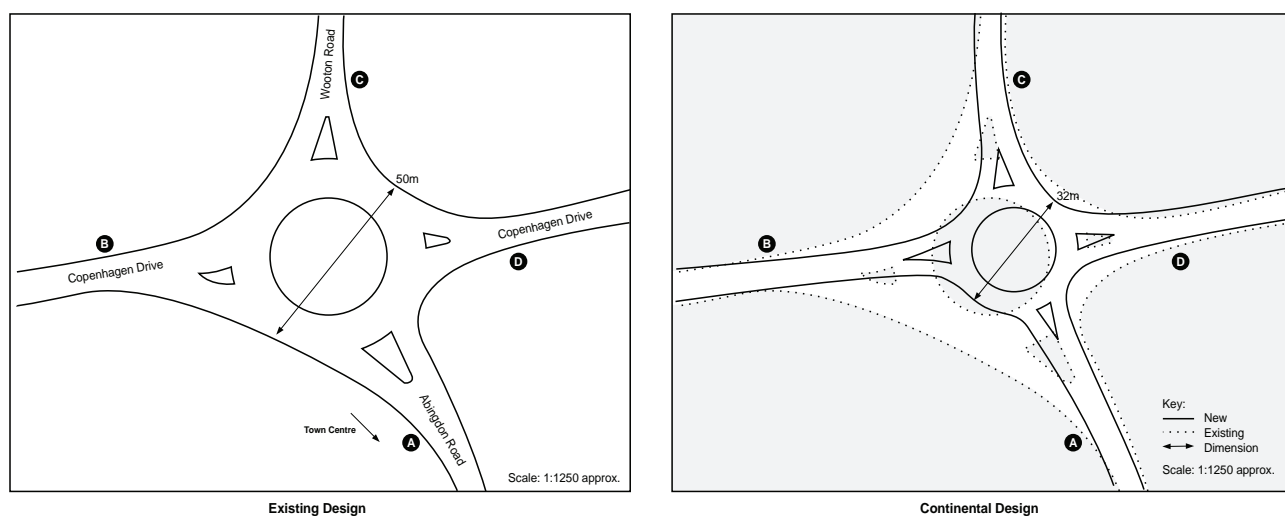 Wooton Road
C
50m
B
Copenhagen Drive
Copenhagen Drive
D
Abingdon Road
Town Centre
A
Scale: 1:1250 approx.
Existing Design
C
32m
B
D
A
Key:
New
Existing
Dimension
Scale: 1:1250 approx.
Continental Design